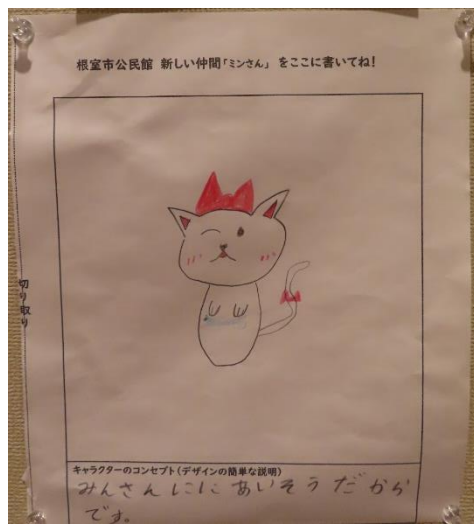 根室市公民館 新しい仲間「ミンさん」 をここに書いてね!
切り取り
キャラクターのコンセプト(デザインの簡単な説明)
みんさんににあいそうだから
です。